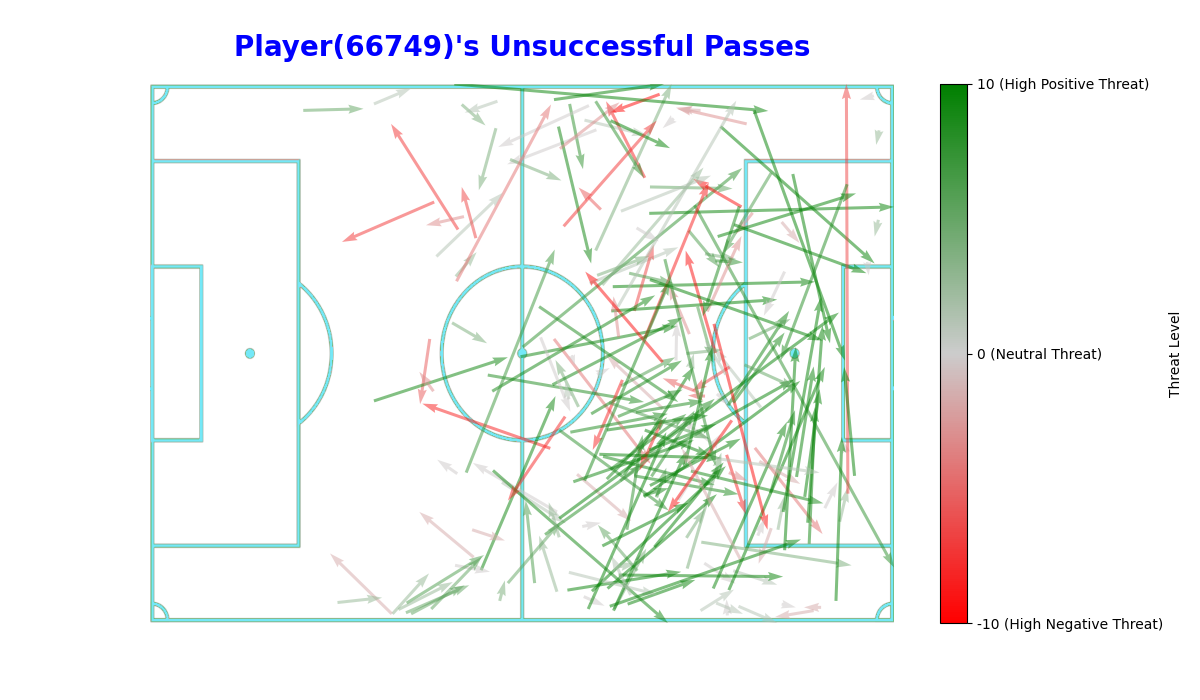 Player(66749)'s Unsuccessful Passes
10 (High Positive Threat)
0 (Neutral Threat)
-10 (High Negative Threat)
Threat Level